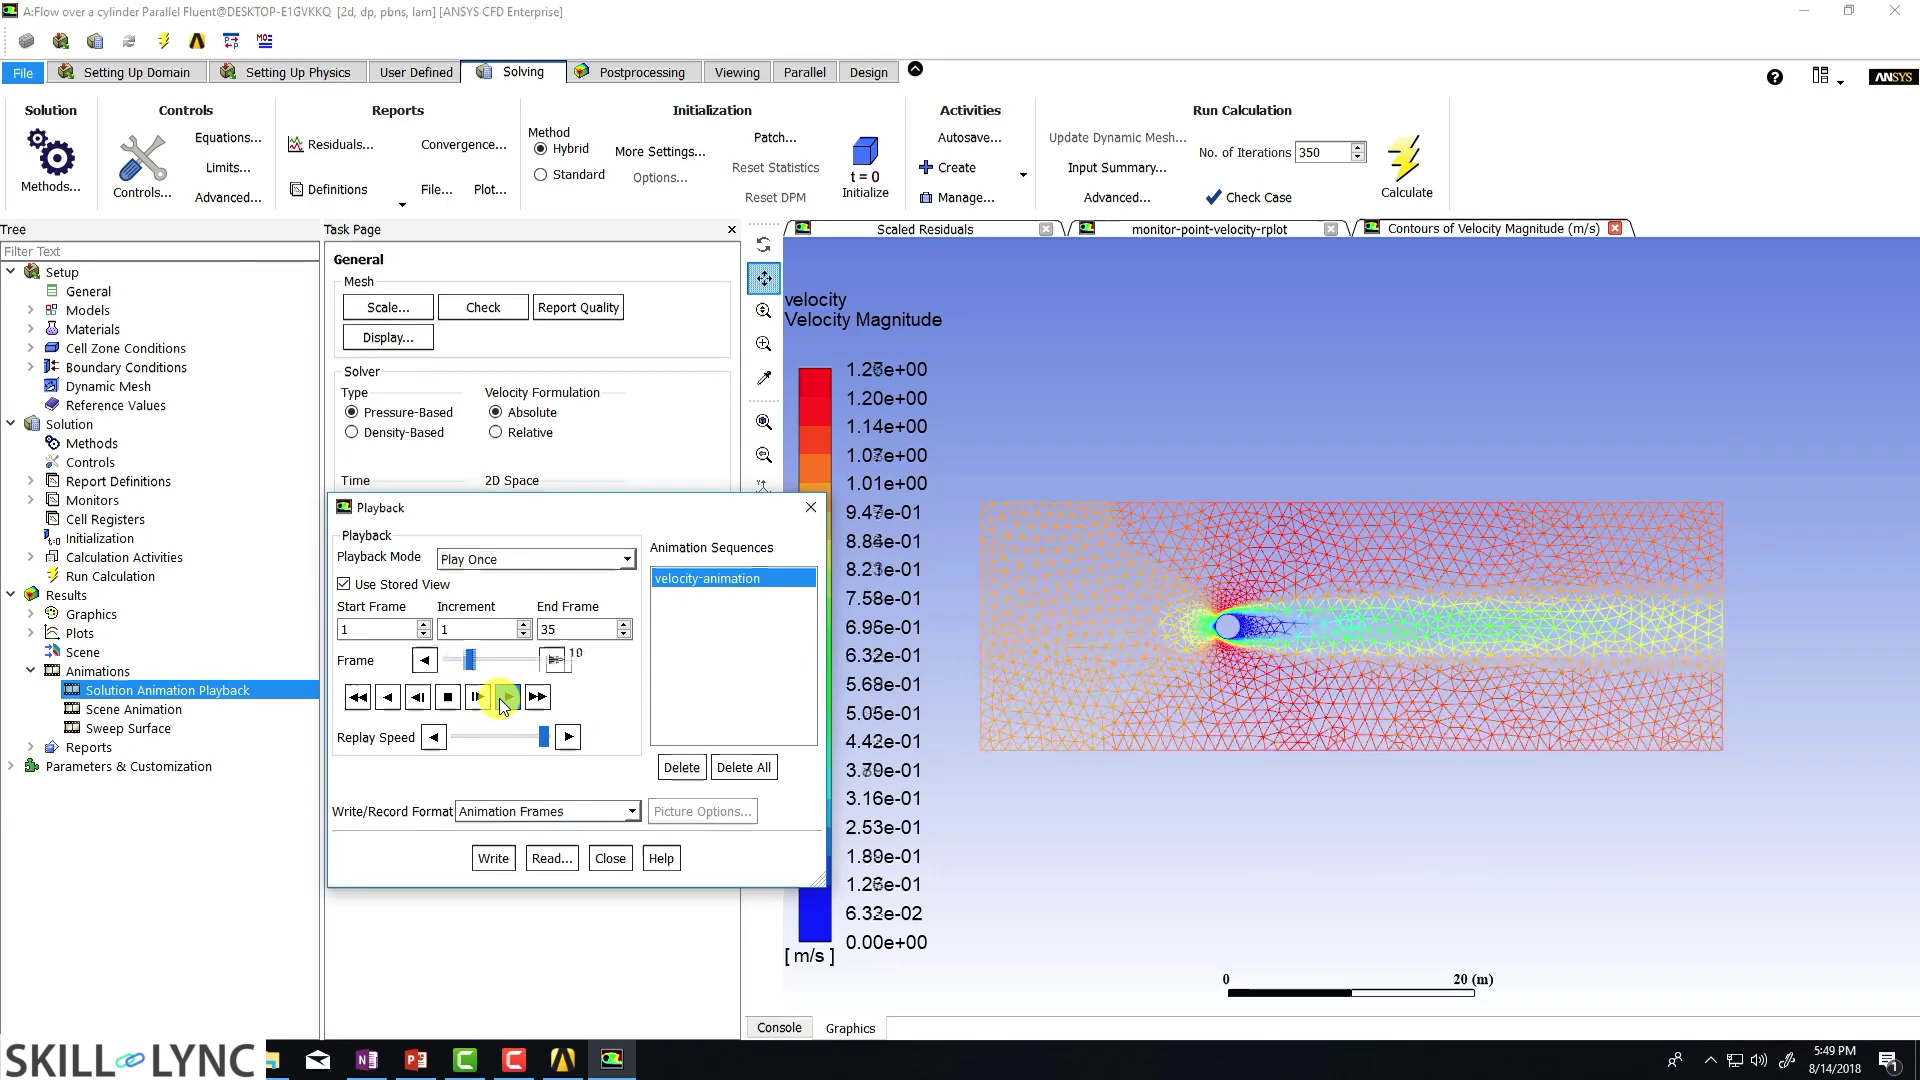 A:Flow over a cylinder Parallel Fluent@DESKTOP-E1GVKKQ [2d, dp, pbns, lam] [ANSYS CFD Enterprise]
File
Setting Up Domain
Setting Up Physics
User Defined
Solving
Postprocessing
Viewing
Parallel
Design
ANSYS
Solution
Controls
Reports
Initialization
Activities
Run Calculation
Methods...
Controls...
Equations...
Limits...
Advanced...
Residuals...
Convergence...
Definitions
File...
Plot...
Method
Hybrid
Standard
More Settings...
Options...
Patch...
Reset Statistics
Reset DPM
t = 0
Initialize
Autosave...
Create
Manage...
Update Dynamic Mesh...
Input Summary...
Advanced...
No. of Iterations 350
Check Case
Calculate
Tree
Filter Text
Setup
General
Models
Materials
Cell Zone Conditions
Boundary Conditions
Dynamic Mesh
Reference Values
Solution
Methods
Controls
Report Definitions
Monitors
Cell Registers
Initialization
Calculation Activities
Run Calculation
Results
Graphics
Plots
Scene
Animations
Solution Animation Playback
Scene Animation
Sweep Surface
Reports
Parameters & Customization
Task Page
General
Mesh
Scale...
Check
Report Quality
Display...
Solver
Type
Velocity Formulation
Pressure-Based
Absolute
Density-Based
Relative
Time
2D Space
Playback
Playback
Playback Mode
Play Once
Use Stored View
Start Frame
Increment
End Frame
1
1
35
Frame
10
Replay Speed
Animation Sequences
velocity-animation
Delete
Delete All
Write/Record Format
Animation Frames
Picture Options...
Write
Read...
Close
Help
Scaled Residuals
monitor-point-velocity-rplot
Contours of Velocity Magnitude (m/s)
velocity
Velocity Magnitude
1.20e+00
1.14e+00
1.01e+00
7.58e-01
6.95e-01
5.05e-01
4.42e-01
3.16e-01
2.53e-01
0.00e+00
[ m/s ]
0
20 (m)
Console
Graphics
SKILL LYNC
5:49 PM
8/14/2018
1